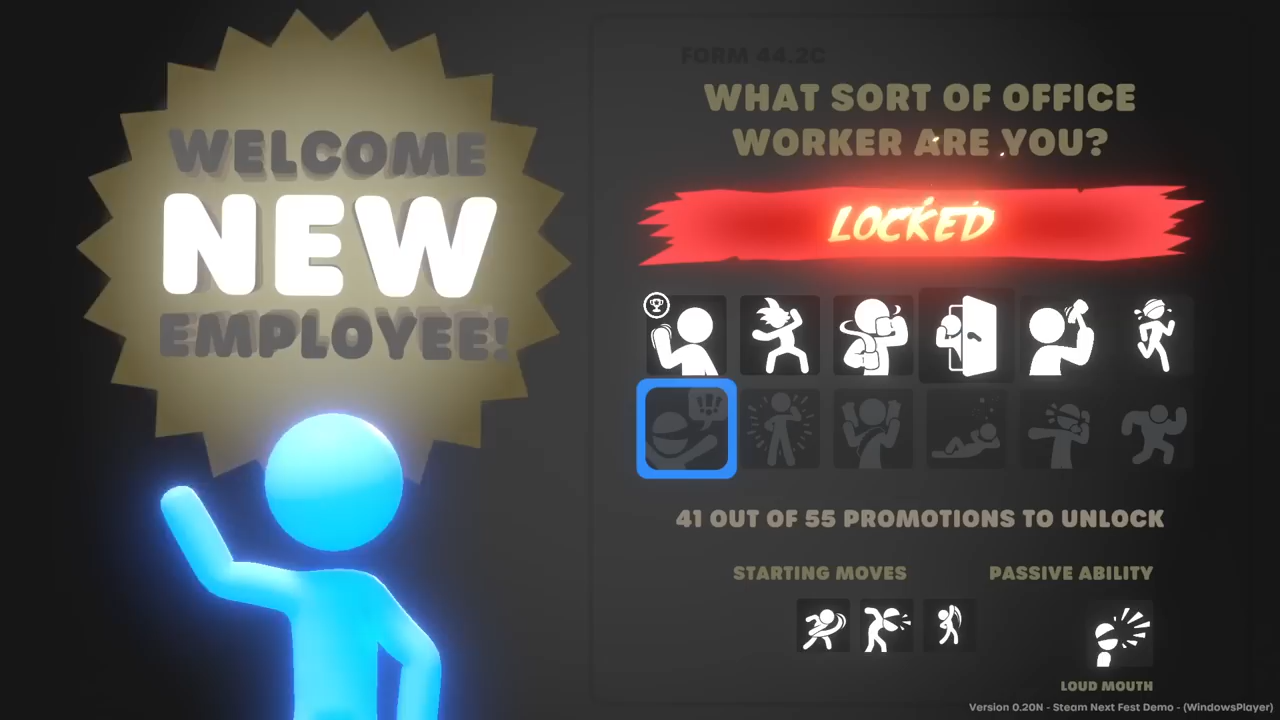 WELCOME
NEW
EMPLOYEE!
FORM 44.2C
WHAT SORT OF OFFICE
WORKER ARE YOU?
LOCKED
!!!
41 OUT OF 55 PROMOTIONS TO UNLOCK
STARTING MOVES
PASSIVE ABILITY
LOUD MOUTH
Version 0.20N - Steam Next Fest Demo - (WindowsPlayer)